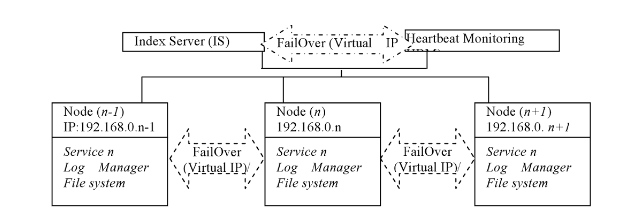 Index Server (IS)
FailOver (Virtual IP
Heartbeat Monitoring
Node (n-1)
IP:192.168.0.n-1
Service n
Log Manager
File system
FailOver
(Virtual IP)/
Node (n)
192.168.0.n
Service n
Log Manager
File system
FailOver
(Virtual IP)/
Node (n+1)
192.168.0. n+1
Service n
Log Manager
File system